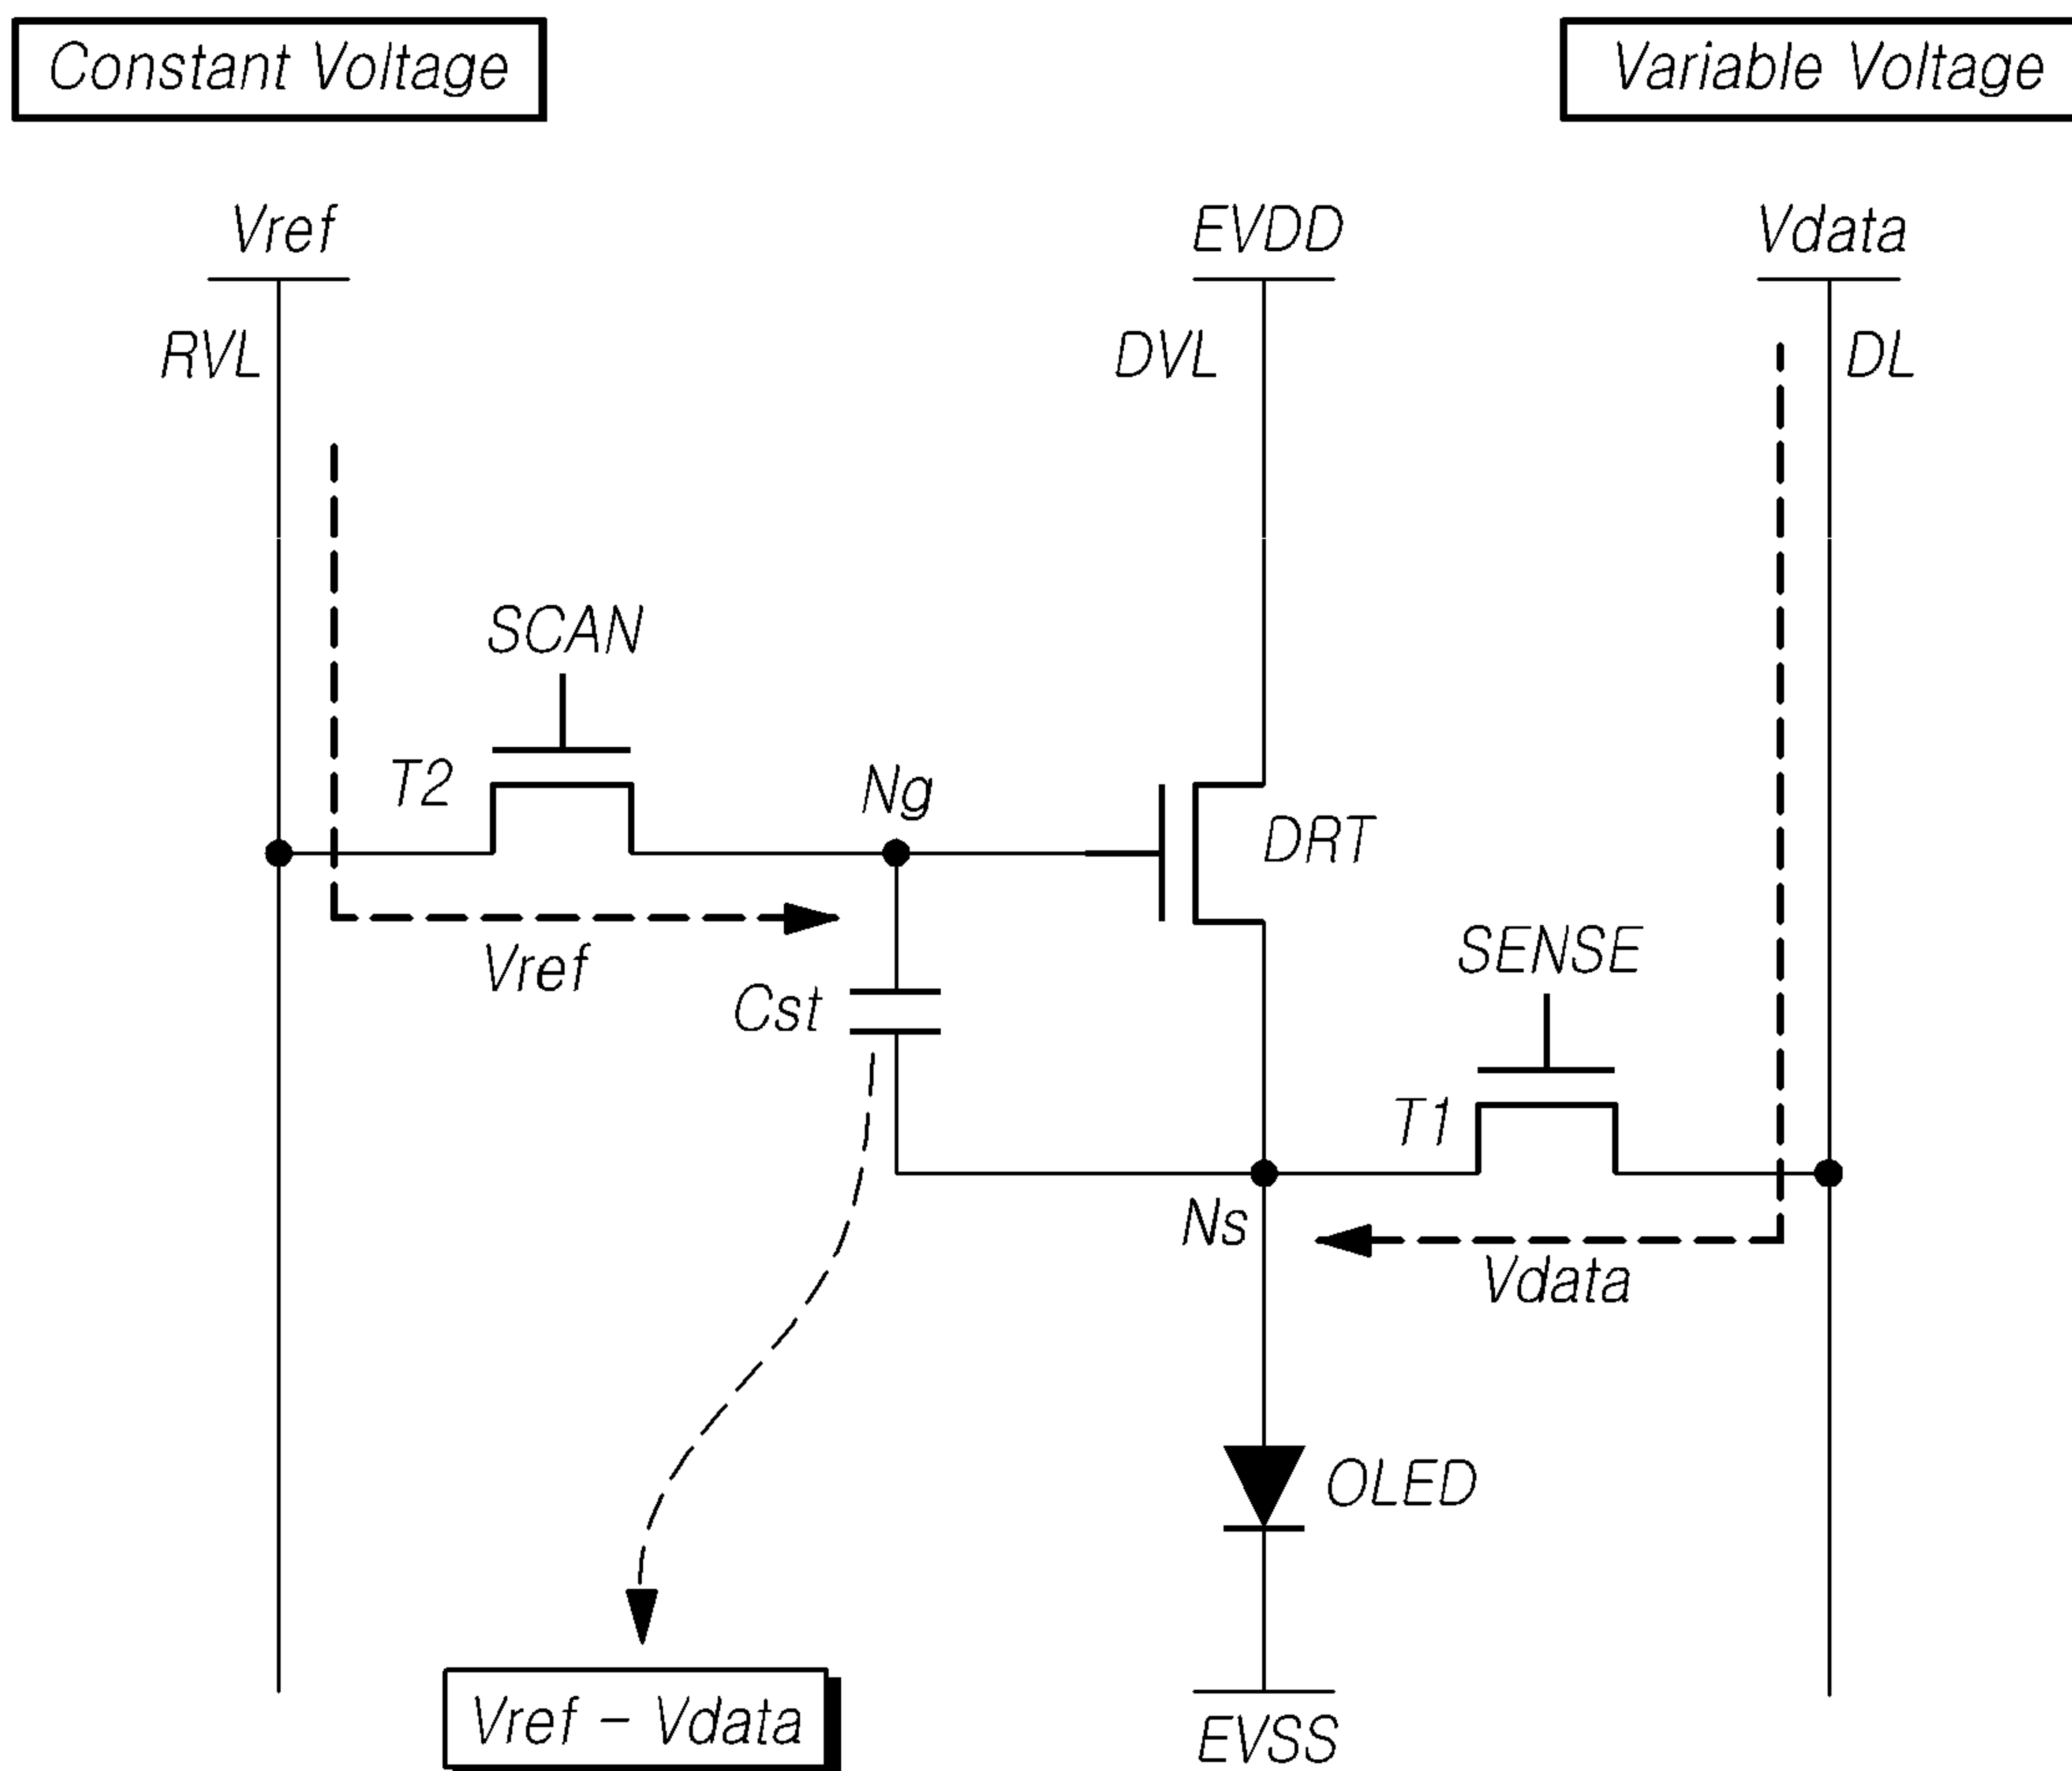 Constant Voltage
Variable Voltage
Vref
EVDD
Vdata
RVL
DVL
DL
SCAN
T2
Ng
DRT
Vref
SENSE
Cst
T1
Ns
Vdata
OLED
Vref – Vdata
EVSS